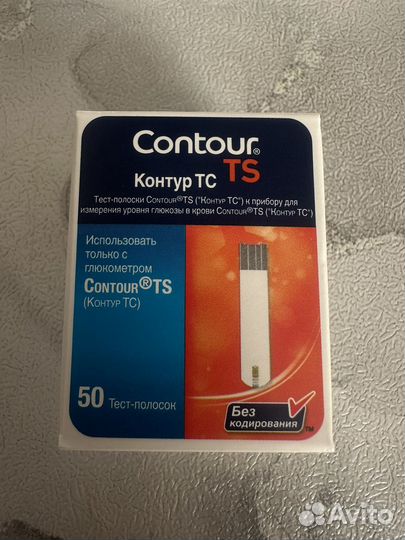 Contour®
TS
Контур ТС
Тест-полоски Contour®TS ("Контур ТС") к прибору для
измерения уровня глюкозы в крови Contour®TS ("Контур ТС")
Использовать
только с
глюкометром
Contour®TS
(Контур ТС)
50 Тест-полосок
Без
кодирования
™
Avito